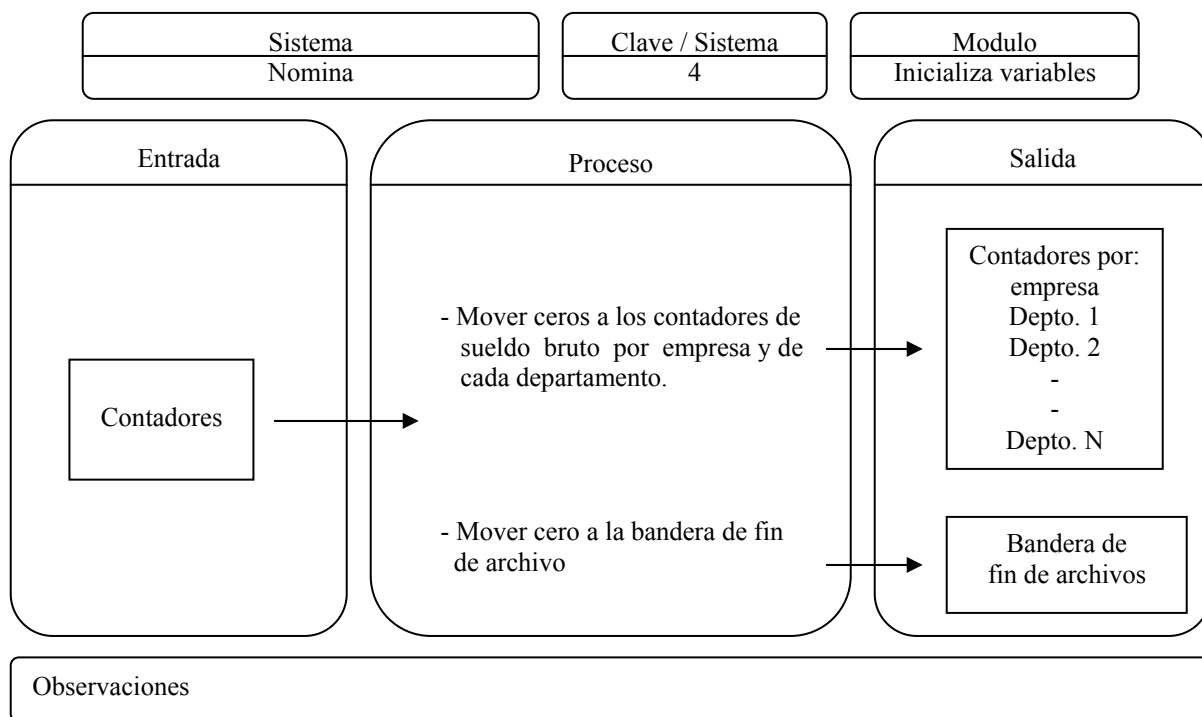 Sistema
Nomina
Clave / Sistema
4
Modulo
Inicializa variables
Entrada
Contadores
Proceso
- Mover ceros a los contadores de
sueldo bruto por empresa y de
cada departamento.
- Mover cero a la bandera de fin
de archivo
Salida
Contadores por:
empresa
Depto. 1
Depto. 2
-
-
Depto. N
Bandera de
fin de archivos
Observaciones